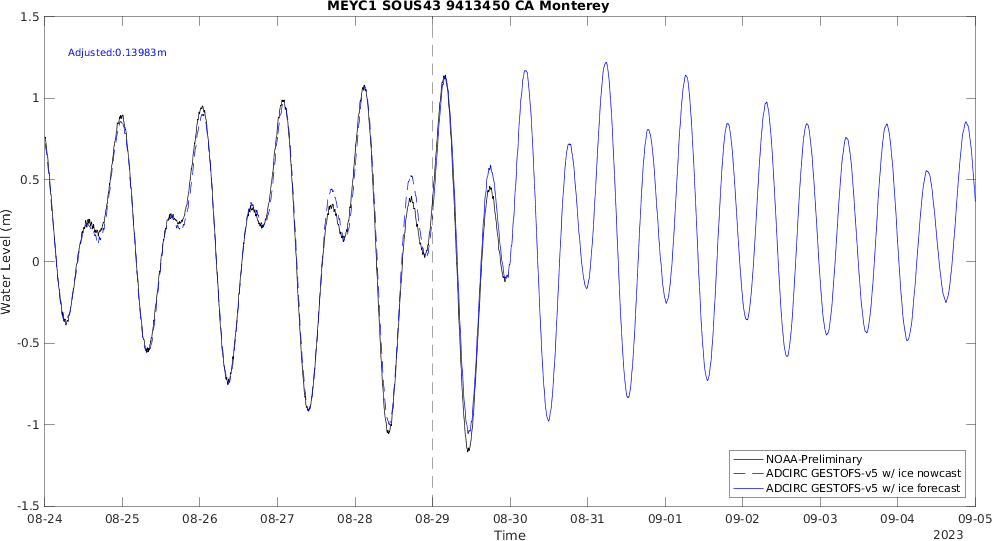 MEYC1 SOUS43 9413450 CA Monterey
1.5
Adjusted:0.13983m
1
0.5
0
-0.5
-1
-1.5
Water Level (m)
NOAA-Preliminary
ADCIRC GESTOFS-v5 w/ ice nowcast
ADCIRC GESTOFS-v5 w/ ice forecast
08-24 08-25 08-26 08-27 08-28 08-29 08-30 08-31 09-01 09-02 09-03 09-04 09-05
Time
2023